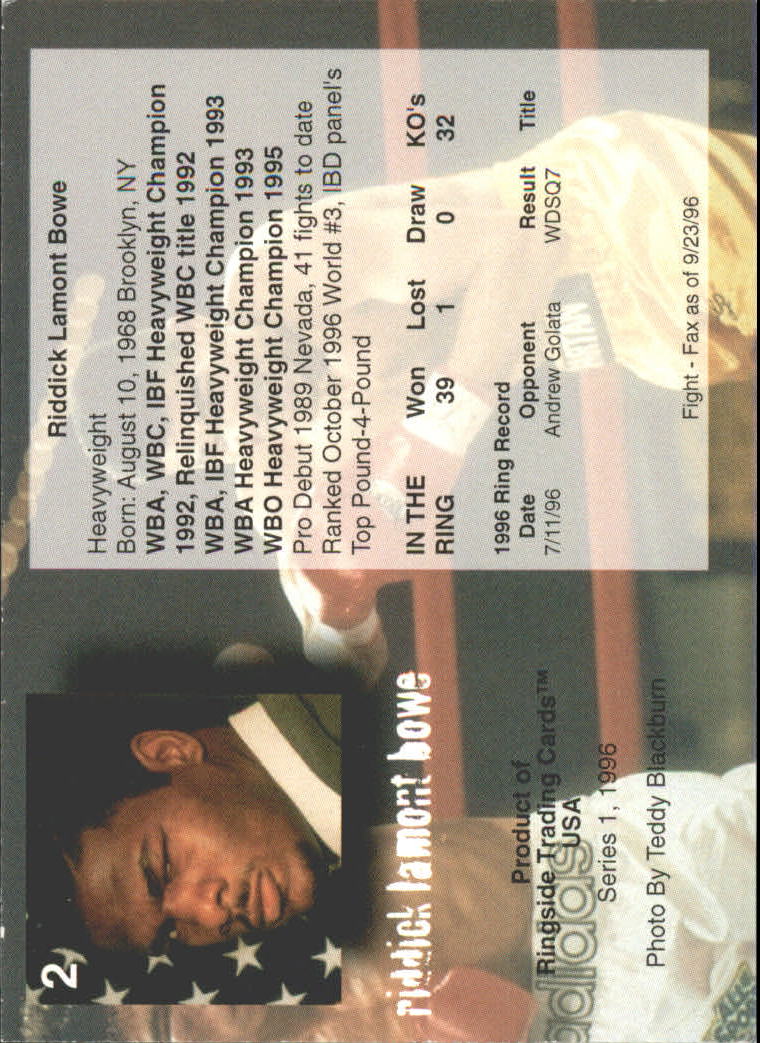 2
riddick lamont bowe
Product of
Ringside Trading Cards™
USA
Series 1, 1996
Photo By Teddy Blackburn
adidas
Riddick Lamont Bowe
Heavyweight
Born: August 10, 1968 Brooklyn, NY
WBA, WBC, IBF Heavyweight Champion
1992, Relinquished WBC title 1992
WBA, IBF Heavyweight Champion 1993
WBA Heavyweight Champion 1993
WBO Heavyweight Champion 1995
Pro Debut 1989 Nevada, 41 fights to date
Ranked October 1996 World #3, IBD panel's
Top Pound-4-Pound
IN THE Won Lost Draw KO's
RING 39 1 0 32
1996 Ring Record
Date Opponent Result Title
7/11/96 Andrew Golata WDSQ7
Fight - Fax as of 9/23/96